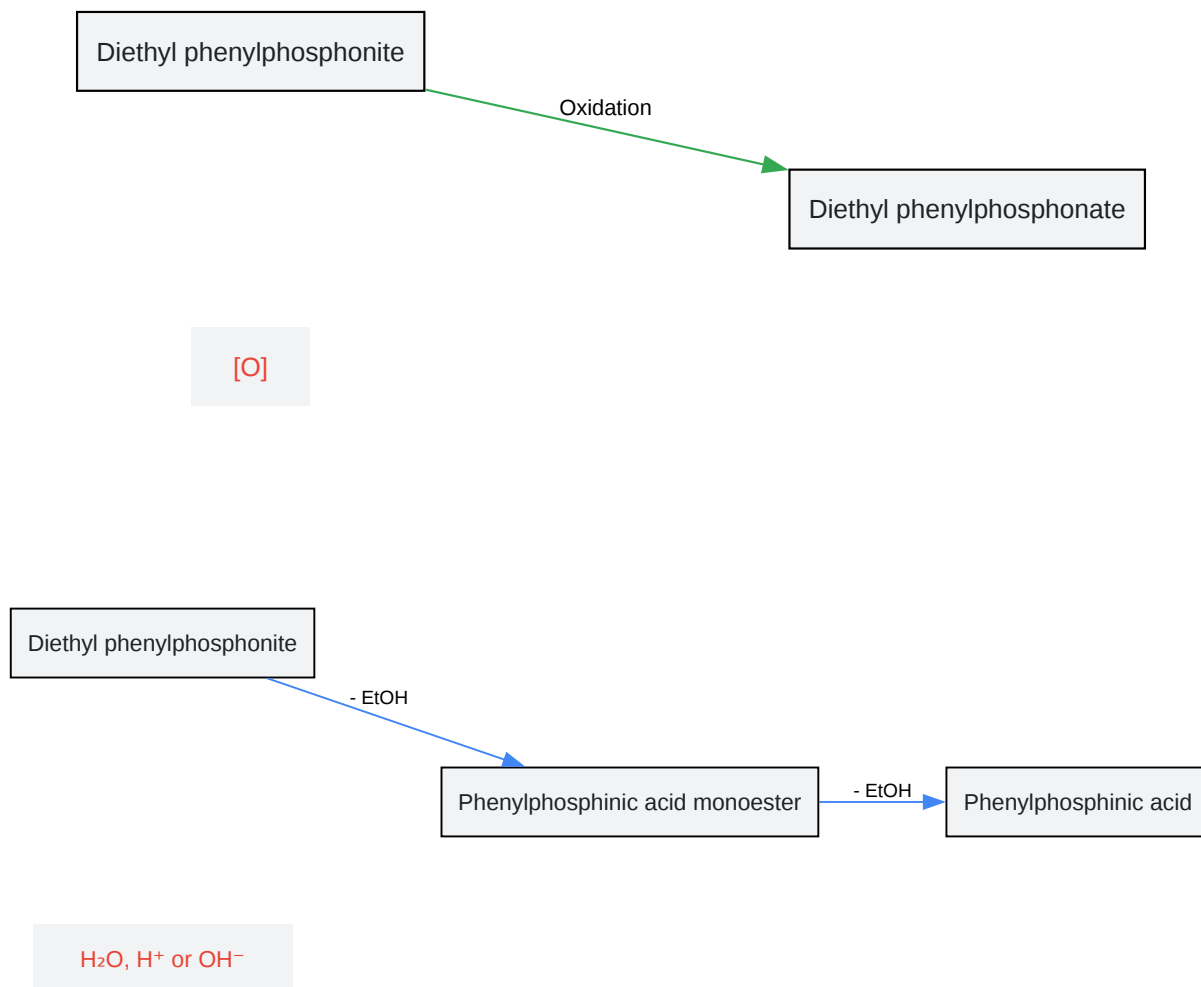 Diethyl phenylphosphonite
Oxidation
Diethyl phenylphosphonate
[O]
Diethyl phenylphosphonite
- EtOH
Phenylphosphinic acid monoester
- EtOH
Phenylphosphinic acid
H₂O, H⁺ or OH⁻